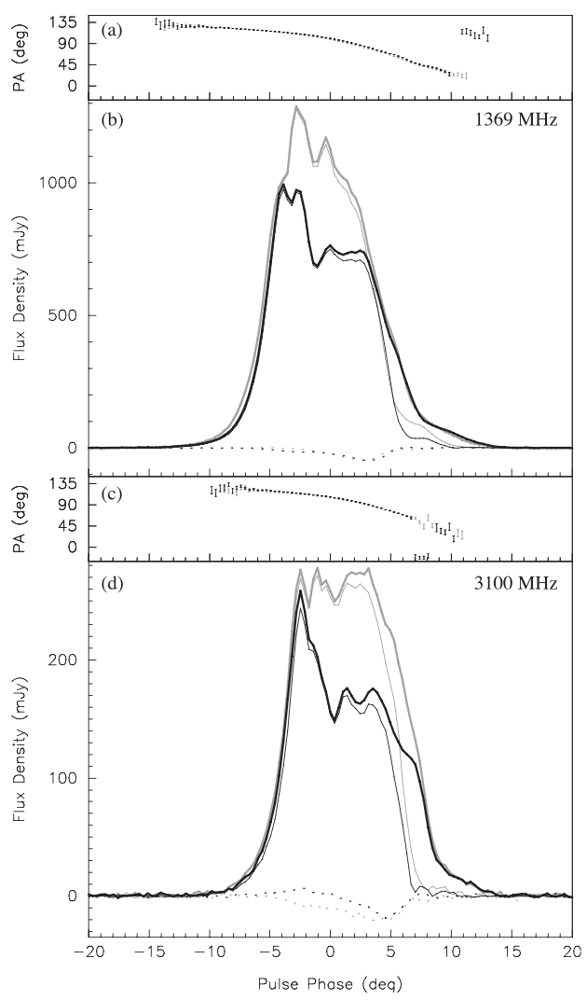 135
90
45
0
PA (deg)
(a)
(b)
1369 MHz
1000
500
0
Flux Density (mJy)
135
90
45
0
PA (deg)
(c)
(d)
3100 MHz
200
100
0
Flux Density (mJy)
−20 −15 −10 −5 0 5 10 15 20
Pulse Phase (deg)